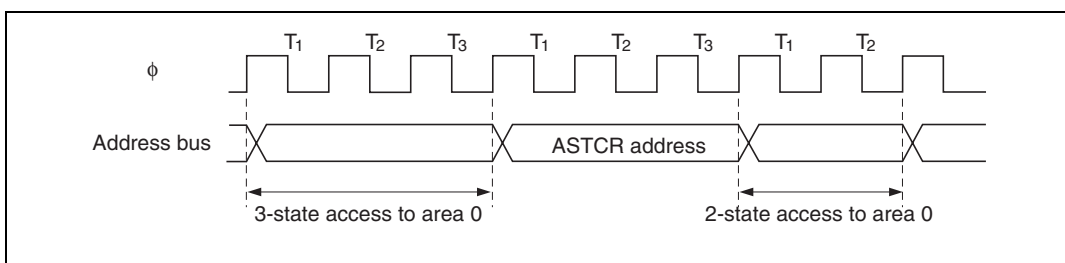 T1 T2 T3 T1 T2 T3 T1 T2
ϕ
Address bus
ASTCR address
3-state access to area 0
2-state access to area 0